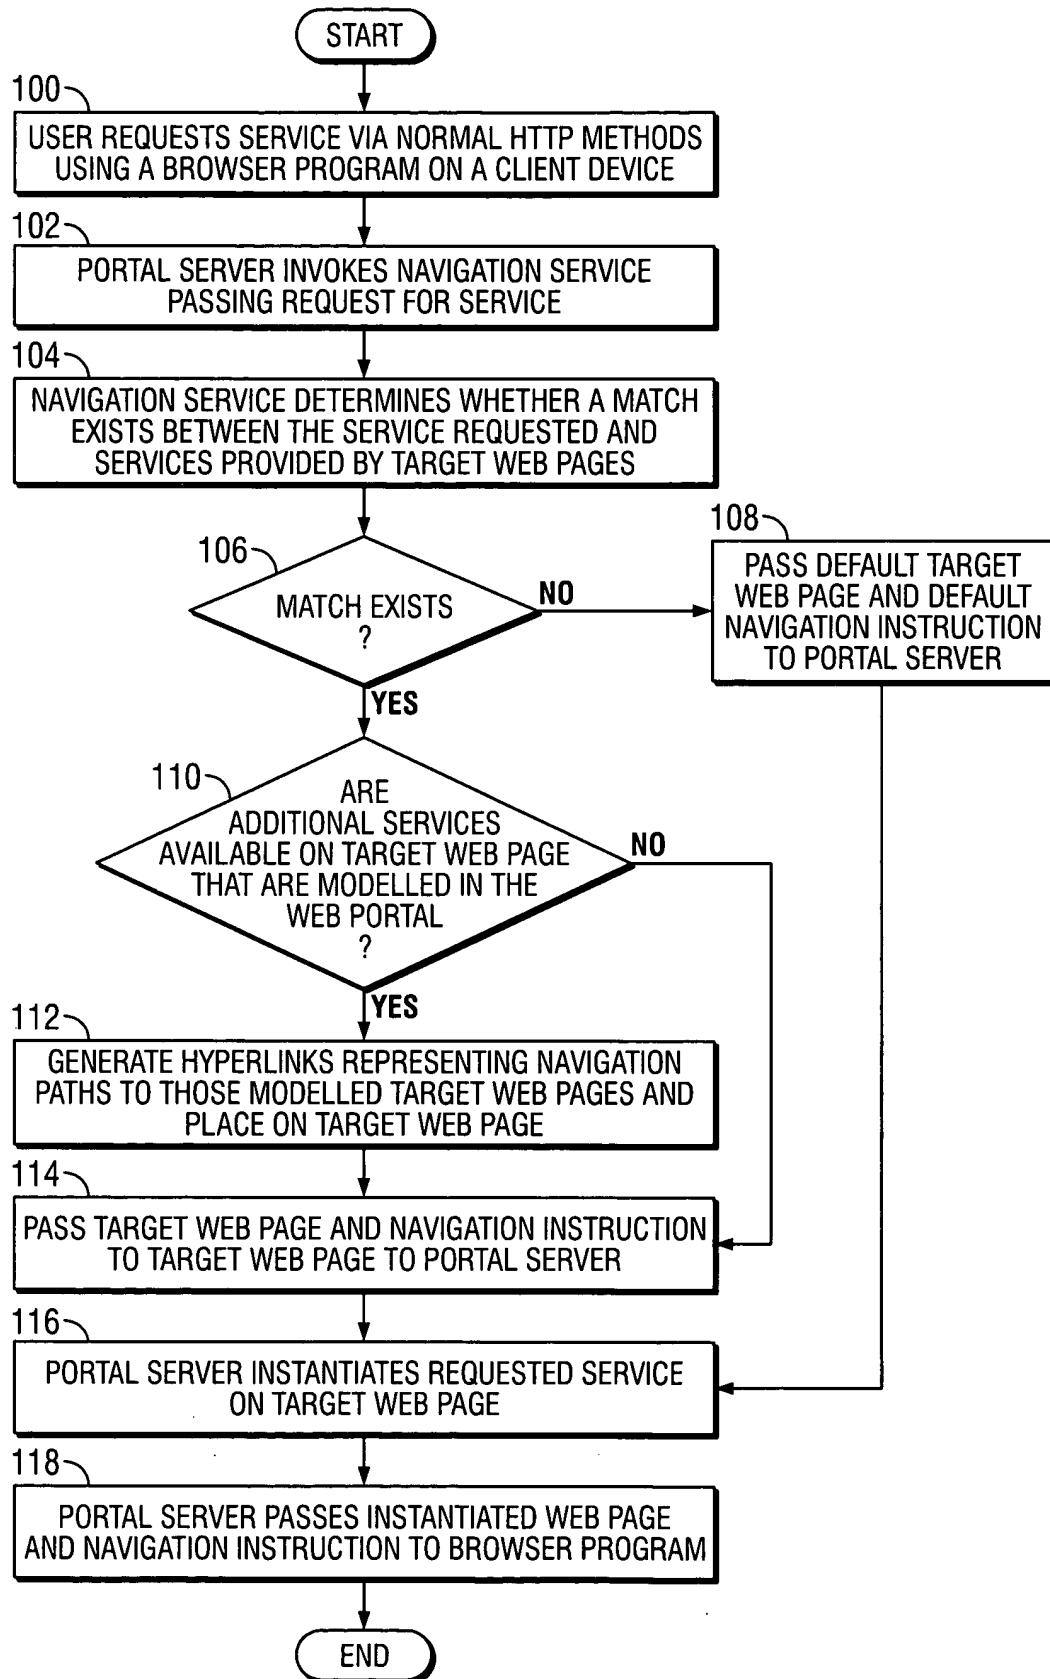 START
100
USER REQUESTS SERVICE VIA NORMAL HTTP METHODS
USING A BROWSER PROGRAM ON A CLIENT DEVICE
102
PORTAL SERVER INVOKES NAVIGATION SERVICE
PASSING REQUEST FOR SERVICE
104
NAVIGATION SERVICE DETERMINES WHETHER A MATCH
EXISTS BETWEEN THE SERVICE REQUESTED AND
SERVICES PROVIDED BY TARGET WEB PAGES
106
MATCH EXISTS
?
NO
108
PASS DEFAULT TARGET
WEB PAGE AND DEFAULT
NAVIGATION INSTRUCTION
TO PORTAL SERVER
YES
110
ARE
ADDITIONAL SERVICES
AVAILABLE ON TARGET WEB PAGE
THAT ARE MODELLED IN THE
WEB PORTAL
?
NO
YES
112
GENERATE HYPERLINKS REPRESENTING NAVIGATION
PATHS TO THOSE MODELLED TARGET WEB PAGES AND
PLACE ON TARGET WEB PAGE
114
PASS TARGET WEB PAGE AND NAVIGATION INSTRUCTION
TO TARGET WEB PAGE TO PORTAL SERVER
116
PORTAL SERVER INSTANTIATES REQUESTED SERVICE
ON TARGET WEB PAGE
118
PORTAL SERVER PASSES INSTANTIATED WEB PAGE
AND NAVIGATION INSTRUCTION TO BROWSER PROGRAM
END